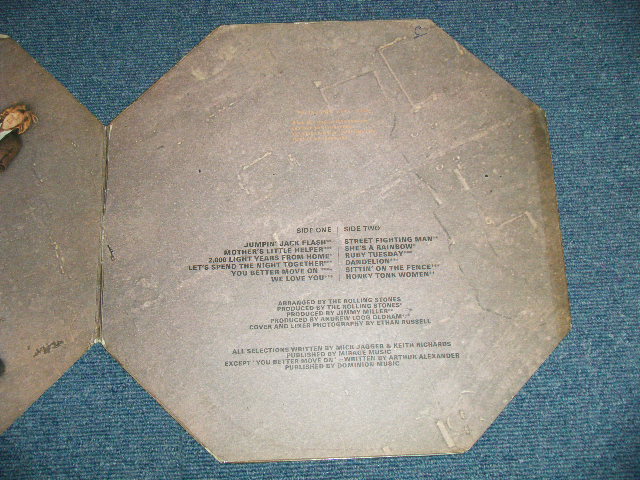 SIDE ONE | SIDE TWO
JUMPIN' JACK FLASH
MOTHER'S LITTLE HELPER
2,000 LIGHT YEARS FROM HOME
LET'S SPEND THE NIGHT TOGETHER
YOU BETTER MOVE ON
WE LOVE YOU
STREET FIGHTING MAN
SHE'S A RAINBOW
RUBY TUESDAY
DANDELION
SITTIN' ON THE FENCE
HONKY TONK WOMEN
ARRANGED BY THE ROLLING STONES
PRODUCED BY THE ROLLING STONES*
PRODUCED BY JIMMY MILLER**
PRODUCED BY ANDREW LOOG OLDHAM***
COVER AND LINER PHOTOGRAPHY BY ETHAN RUSSELL
ALL SELECTIONS WRITTEN BY MICK JAGGER & KEITH RICHARDS
PUBLISHED BY MIRAGE MUSIC
EXCEPT 'YOU BETTER MOVE ON' - WRITTEN BY ARTHUR ALEXANDER
PUBLISHED BY DOMINION MUSIC